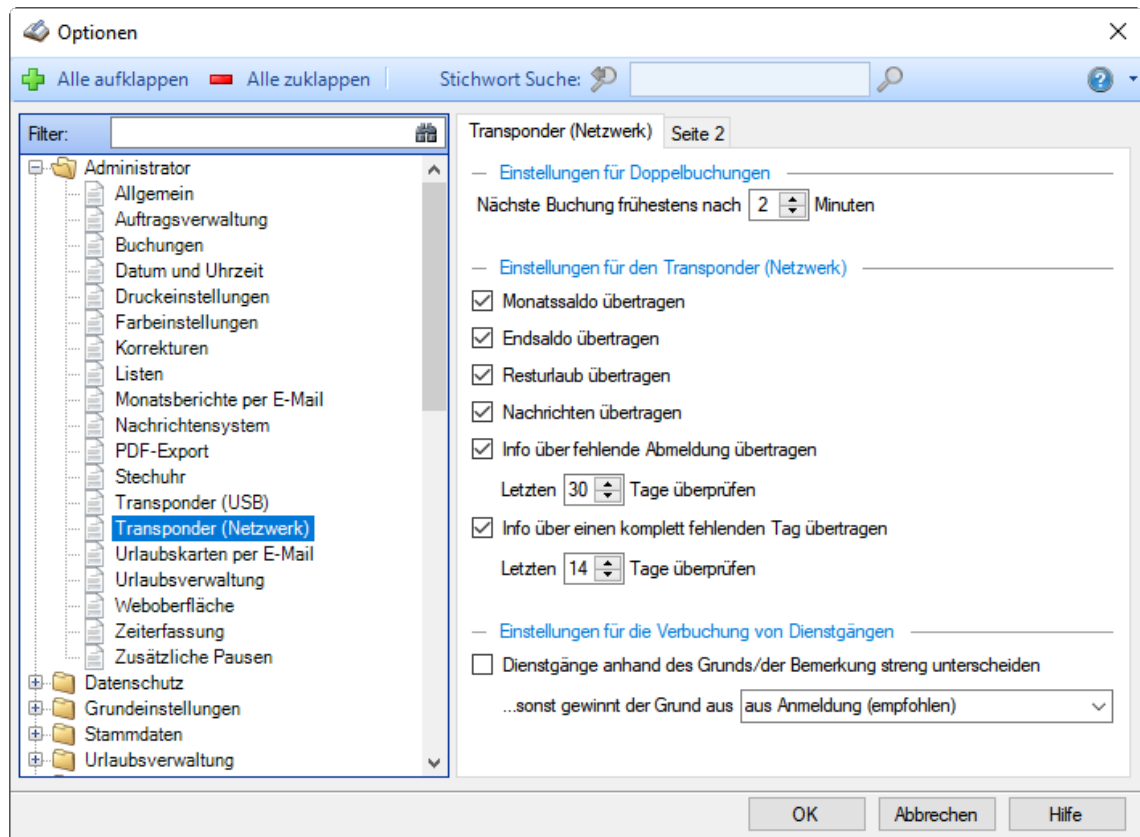 Optionen
Alle aufklappen Alle zuklappen Stichwort Suche:
Filter:
Administrator
Allgemein
Auftragsverwaltung
Buchungen
Datum und Uhrzeit
Druckeinstellungen
Farbeinstellungen
Korrekturen
Listen
Monatsberichte per E-Mail
Nachrichtensystem
PDF-Export
Stechuhr
Transponder (USB)
Transponder (Netzwerk)
Urlaubskarten per E-Mail
Urlaubsverwaltung
Weboberfläche
Zeiterfassung
Zusätzliche Pausen
Datenschutz
Grundeinstellungen
Stammdaten
Urlaubsverwaltung
Transponder (Netzwerk) Seite 2
Einstellungen für Doppelbuchungen
Nächste Buchung frühestens nach 2 Minuten
Einstellungen für den Transponder (Netzwerk)
Monatssaldo übertragen
Endsaldo übertragen
Resturlaub übertragen
Nachrichten übertragen
Info über fehlende Abmeldung übertragen
Letzten 30 Tage überprüfen
Info über einen komplett fehlenden Tag übertragen
Letzten 14 Tage überprüfen
Einstellungen für die Verbuchung von Dienstgängen
Dienstgänge anhand des Grunds/der Bemerkung streng unterscheiden
...sonst gewinnt der Grund aus aus Anmeldung (empfohlen)
OK Abbrechen Hilfe